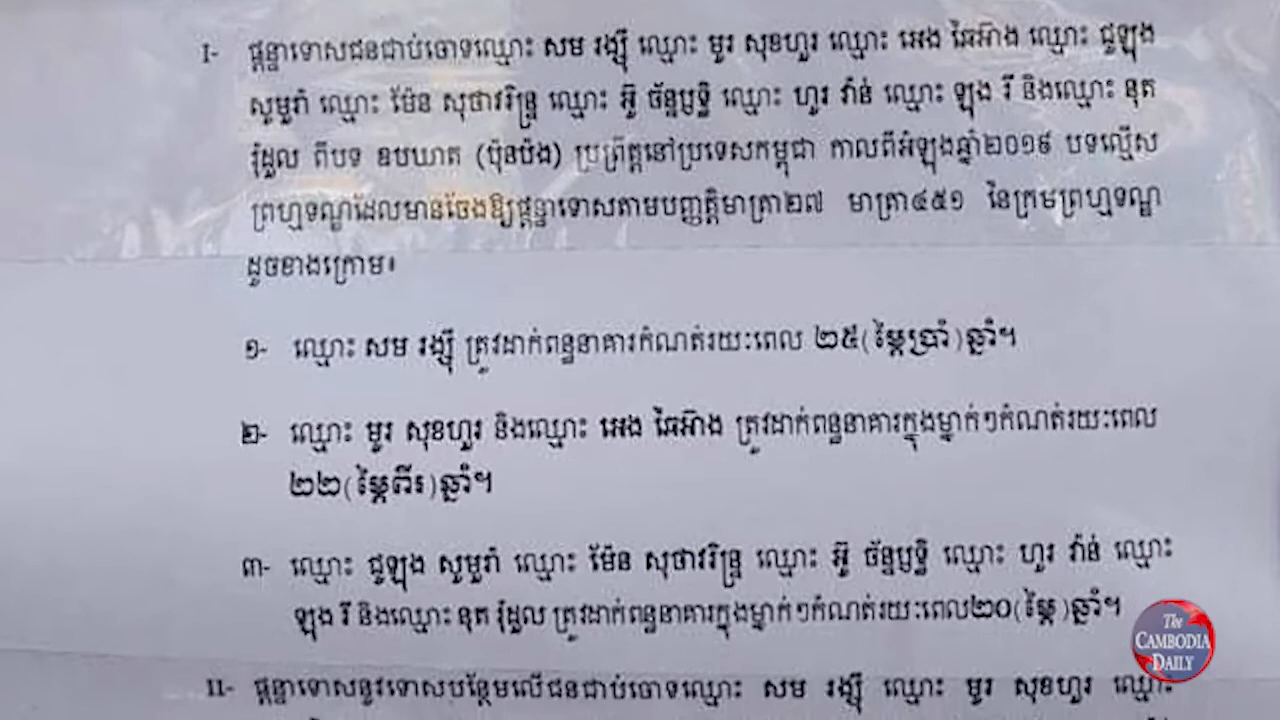 I- ផ្តន្ទាទោសជនជាប់ចោទឈ្មោះ សម រង្ស៊ី ឈ្មោះ មូរ សុខហួរ ឈ្មោះ អេង ឆៃអ៊ាង ឈ្មោះ ជូឡុង
សូមូរ៉ា ឈ្មោះ ម៉ែន សុថាវរិន្ទ្រ ឈ្មោះ អ៊ូ ច័ន្ទឫទ្ធិ ឈ្មោះ ហូរ វ៉ាន់ ឈ្មោះ ឡុង រី និងឈ្មោះ នុត
រុំដួល ពីបទ ឧបឃាត (ប៉ុនប៉ង) ប្រព្រឹត្តនៅប្រទេសកម្ពុជា កាលពីអំឡុងឆ្នាំ២០១៩ បទល្មើស
ព្រហ្មទណ្ឌដែលមានចែងឱ្យផ្តន្ទាទោសតាមបញ្ញត្តិមាត្រា២៧ មាត្រា៤៥១ នៃក្រមព្រហ្មទណ្ឌ
ដូចខាងក្រោម៖
១- ឈ្មោះ សម រង្ស៊ី ត្រូវដាក់ពន្ធនាគារកំណត់រយៈពេល ២៥(ម្ភៃប្រាំ)ឆ្នាំ។
២- ឈ្មោះ មូរ សុខហួរ និងឈ្មោះ អេង ឆៃអ៊ាង ត្រូវដាក់ពន្ធនាគារក្នុងម្នាក់ៗកំណត់រយៈពេល
២២(ម្ភៃពីរ)ឆ្នាំ។
៣- ឈ្មោះ ជូឡុង សូមូរ៉ា ឈ្មោះ ម៉ែន សុថាវរិន្ទ្រ ឈ្មោះ អ៊ូ ច័ន្ទឫទ្ធិ ឈ្មោះ ហូរ វ៉ាន់ ឈ្មោះ
ឡុង រី និងឈ្មោះ នុត រុំដួល ត្រូវដាក់ពន្ធនាគារក្នុងម្នាក់ៗកំណត់រយៈពេល២០(ម្ភៃ)ឆ្នាំ។
The
CAMBODIA
DAILY
II- ផ្តន្ទាទោសនូវទោសបន្ថែមលើជនជាប់ចោទឈ្មោះ សម រង្ស៊ី ឈ្មោះ មូរ សុខហួរ ឈ្មោះ